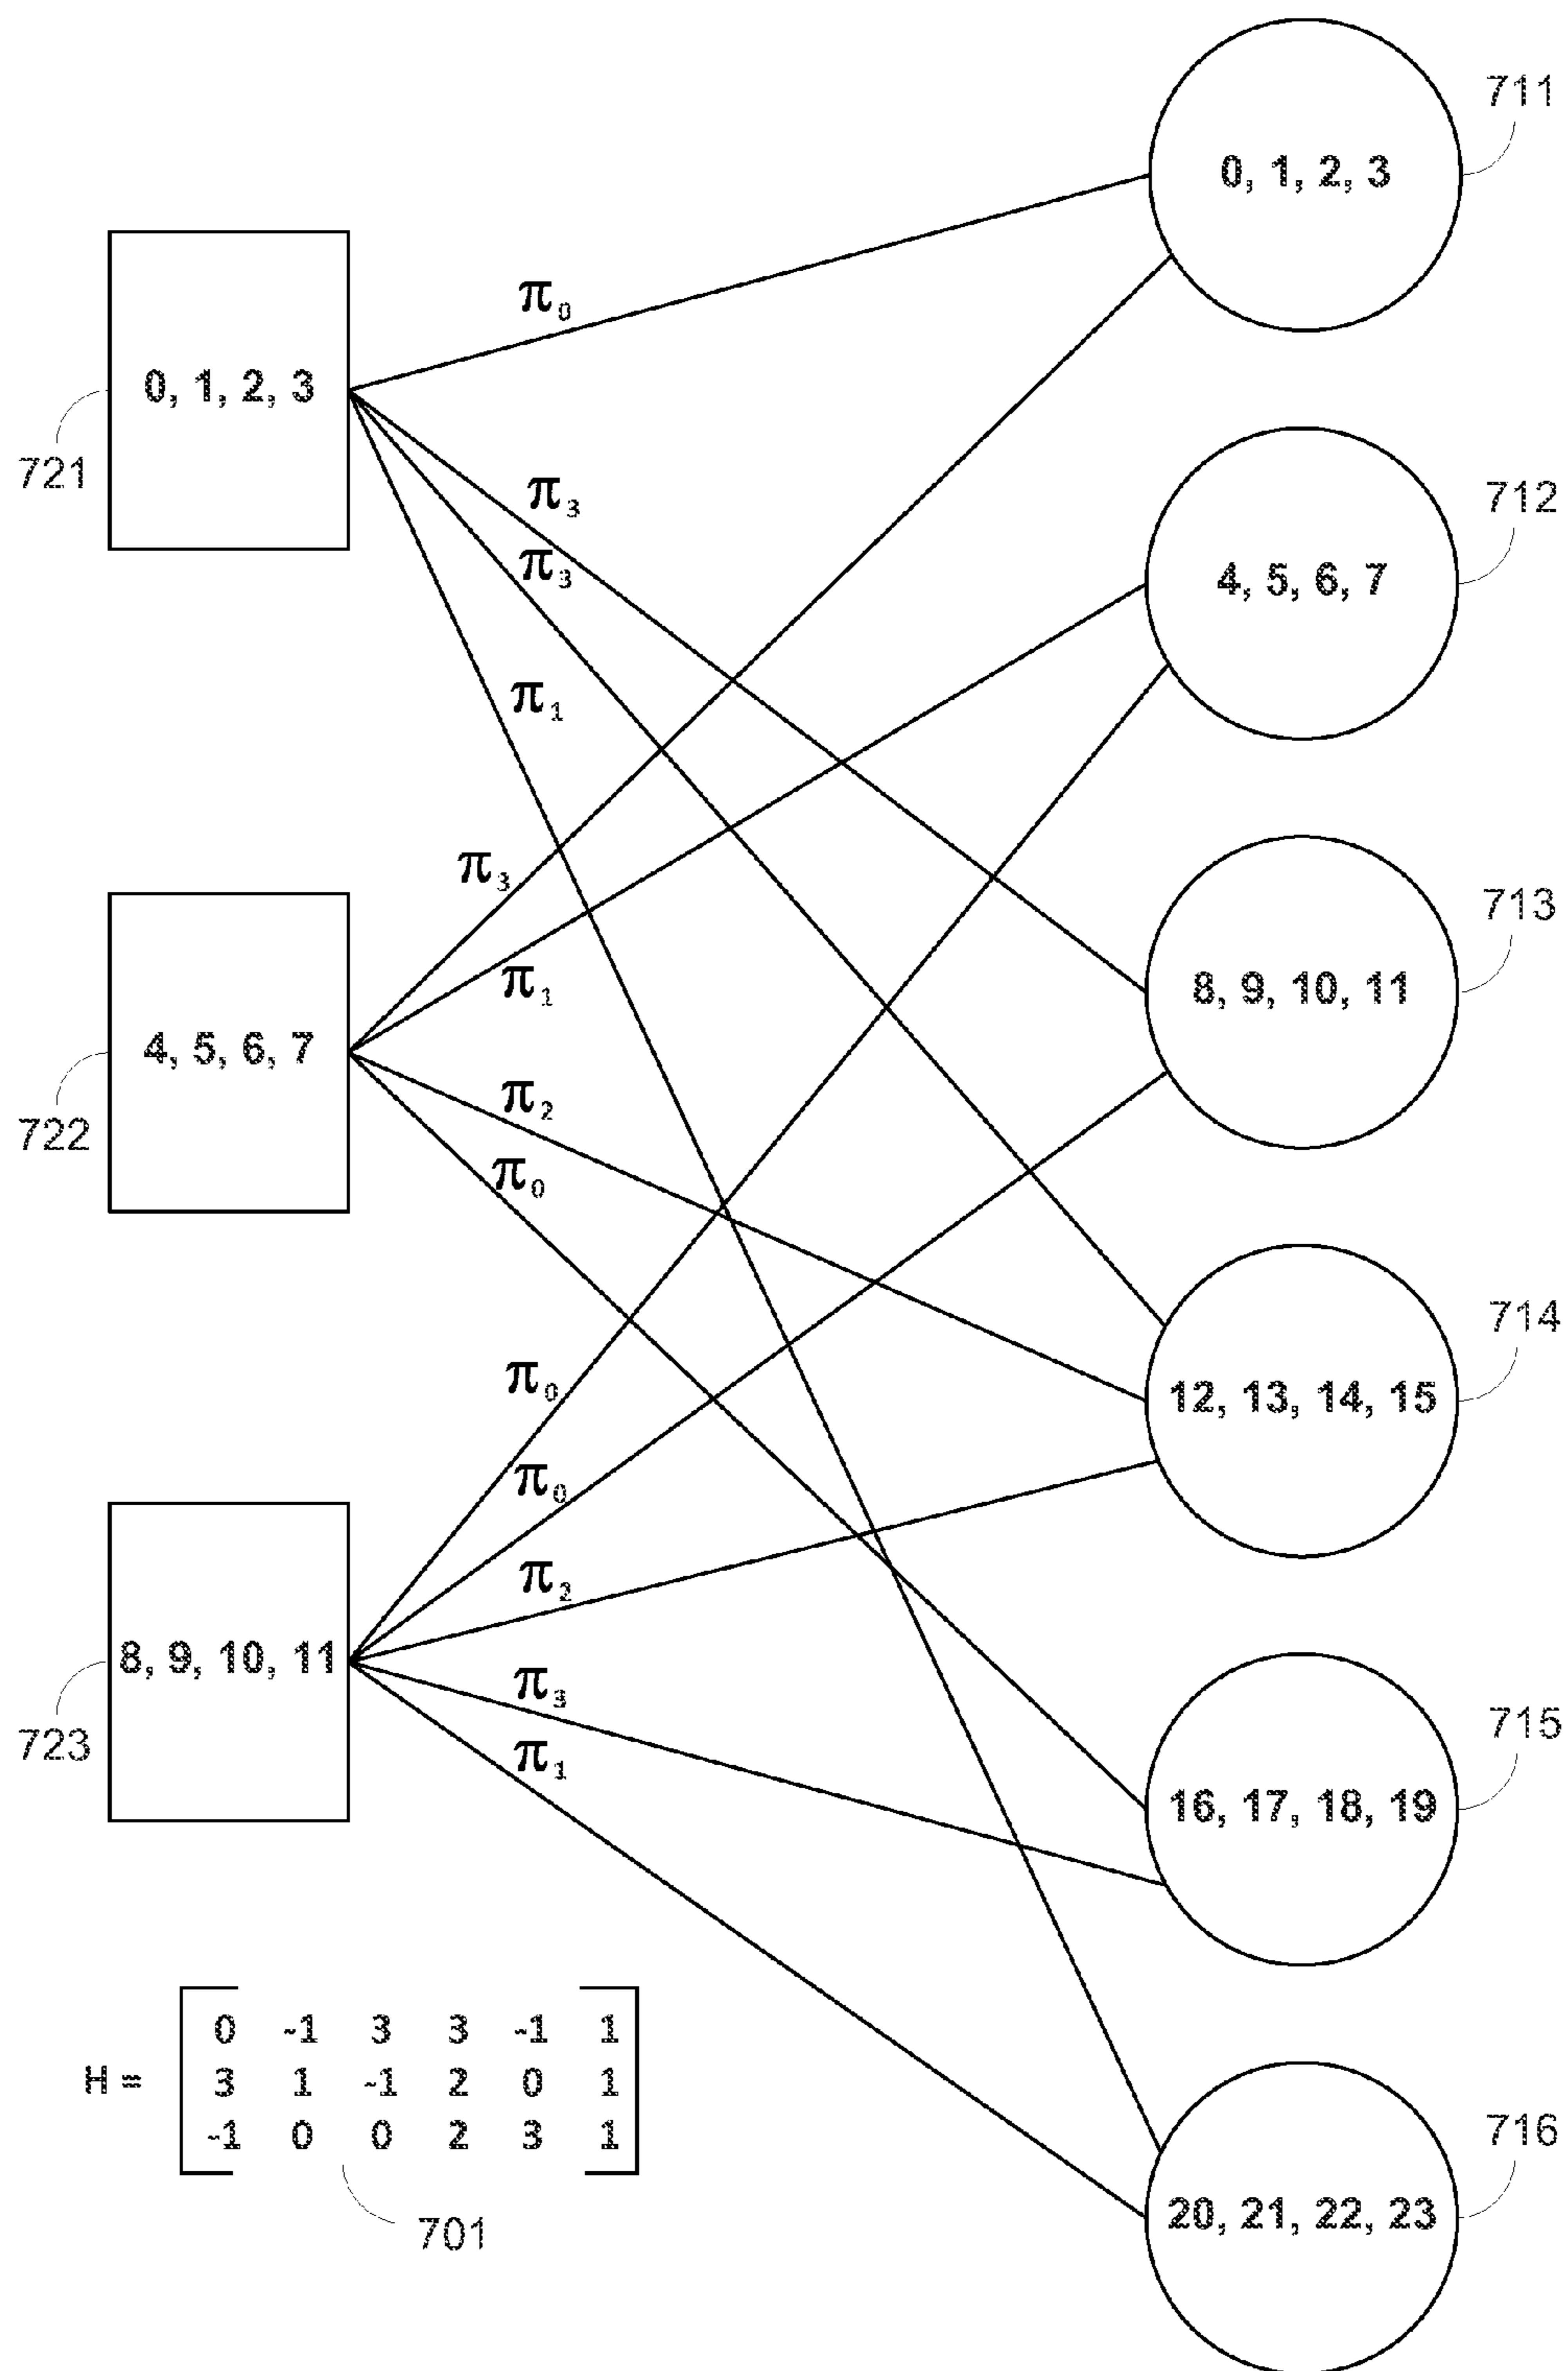 711
0, 1, 2, 3
π0
0, 1, 2, 3
721
π3
712
π3
4, 5, 6, 7
π1
π3
713
π1
8, 9, 10, 11
4, 5, 6, 7
π2
722
π0
714
π0
12, 13, 14, 15
π0
π2
8, 9, 10, 11
π3
723
715
π1
16, 17, 18, 19
H =
0 -1 3 3 -1 1
3 1 -1 2 0 1
-1 0 0 2 3 1
701
716
20, 21, 22, 23